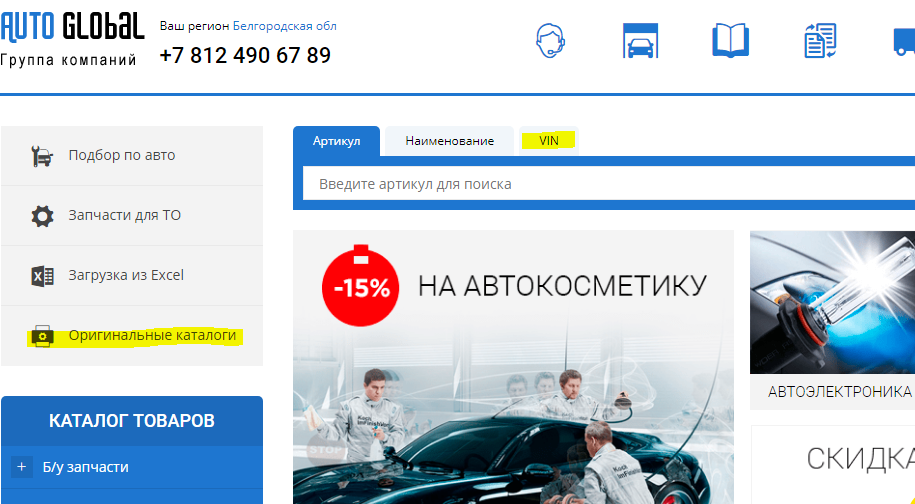 AUTO GLOBAL
Группа компаний
Ваш регион Белгородская обл
+7 812 490 67 89
Подбор по авто
Запчасти для ТО
Загрузка из Excel
Оригинальные каталоги
КАТАЛОГ ТОВАРОВ
+ Б/у запчасти
Артикул Наименование VIN
Введите артикул для поиска
-15% НА АВТОКОСМЕТИКУ
STOP
АВТОЭЛЕКТРОНИКА
СКИДКА